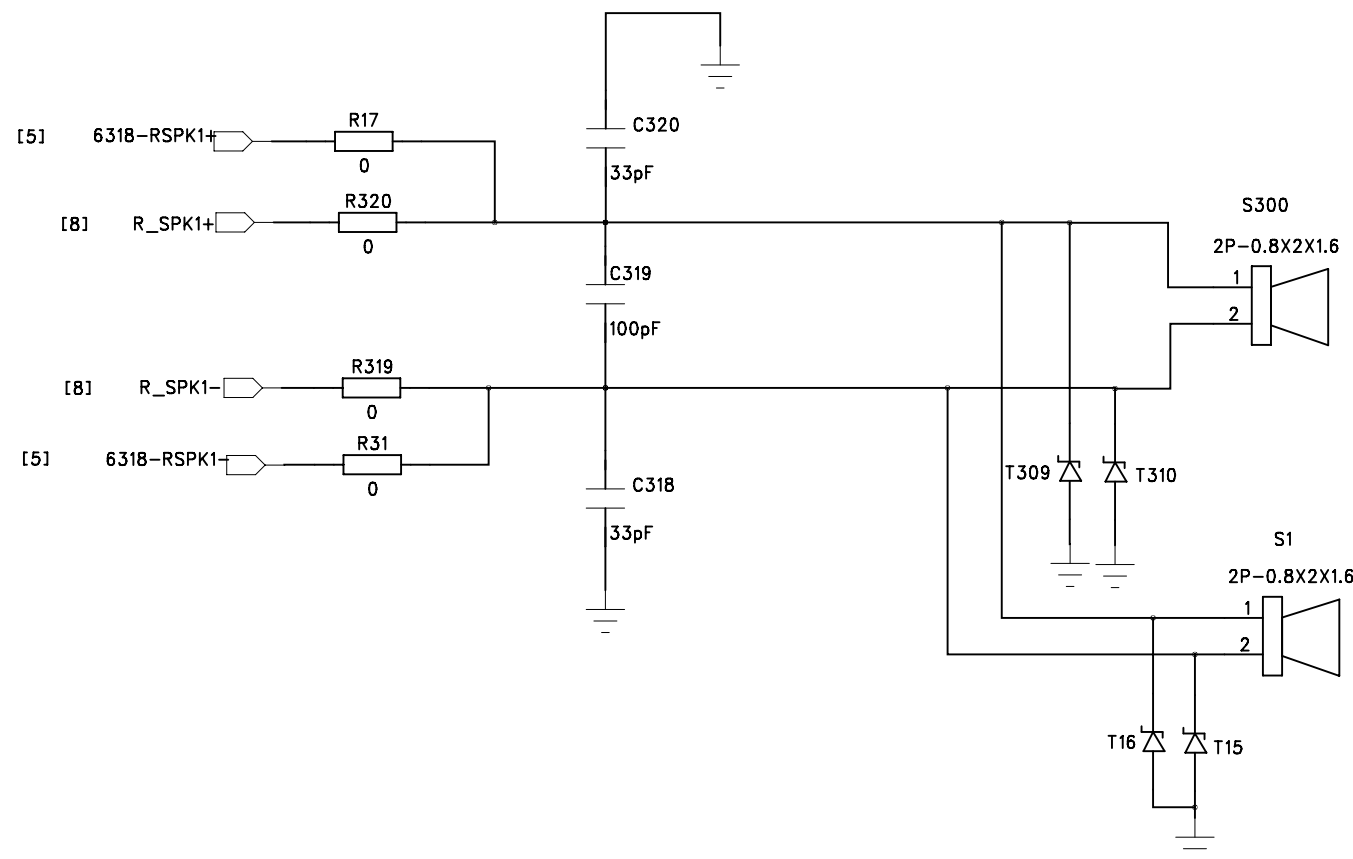 R17
[5] 6318-RSPK1+
C320
0
33pF
R320
S300
[8] R_SPK1+
0
2P-0.8X2X1.6
C319
1
2
100pF
R319
[8] R_SPK1-
0
R31
[5] 6318-RSPK1-
T309
T310
C318
0
33pF
S1
2P-0.8X2X1.6
1
2
T16
T15